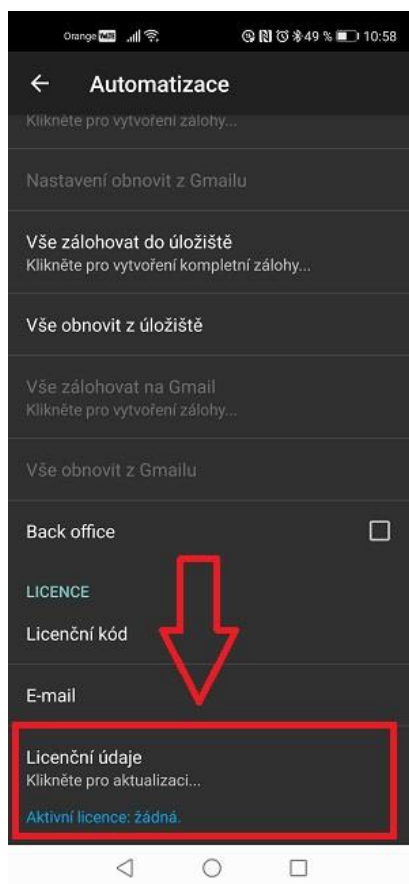 Orange VoLTE 49 % 10:58
Automatizace
Klikněte pro vytvoření zálohy...
Nastavení obnovit z Gmailu
Vše zálohovat do úložiště
Klikněte pro vytvoření kompletní zálohy...
Vše obnovit z úložiště
Vše zálohovat na Gmail
Klikněte pro vytvoření zálohy...
Vše obnovit z Gmailu
Back office
LICENCE
Licenční kód
E-mail
Licenční údaje
Klikněte pro aktualizaci...
Aktivní licence: žádná.